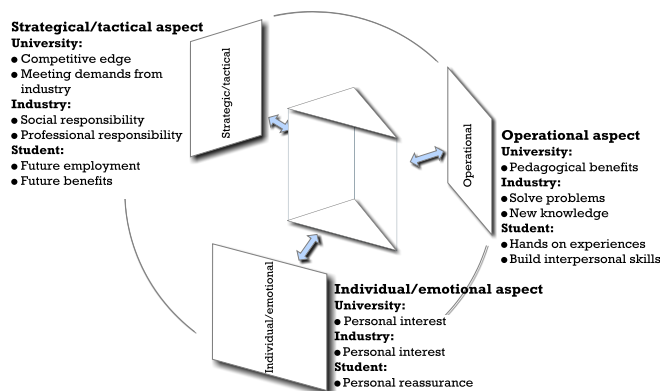 Strategical/tactical aspect
University:
● Competitive edge
● Meeting demands from
industry
Industry:
● Social responsibility
● Professional responsibility
Student:
● Future employment
● Future benefits
Strategic/tactical
Operational
Operational aspect
University:
● Pedagogical benefits
Industry:
● Solve problems
● New knowledge
Student:
● Hands on experiences
● Build interpersonal skills
Individual/emotional
Individual/emotional aspect
University:
● Personal interest
Industry:
● Personal interest
Student:
● Personal reassurance